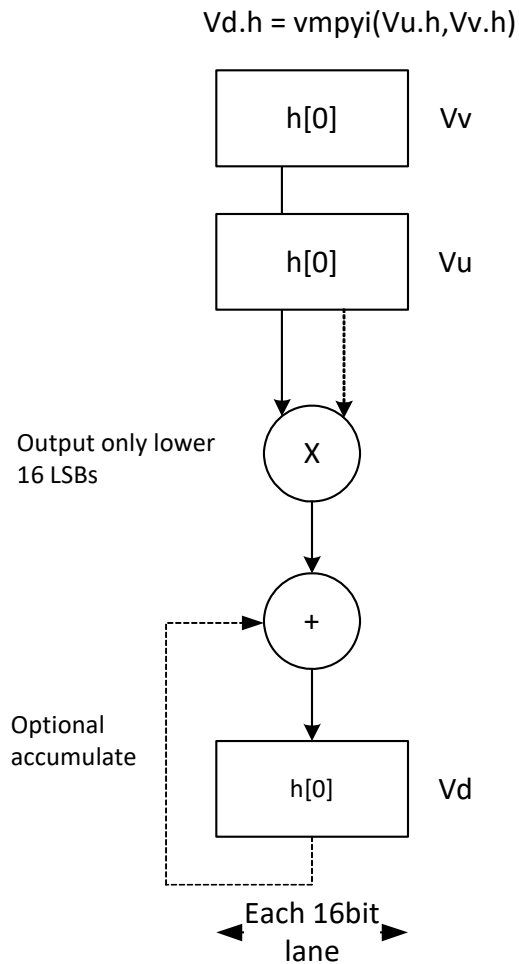 Vd.h = vmpyi(Vu.h,Vv.h)
h[0] Vv
h[0] Vu
Output only lower
16 LSBs
X
+
Optional
accumulate
h[0] Vd
Each 16bit
lane